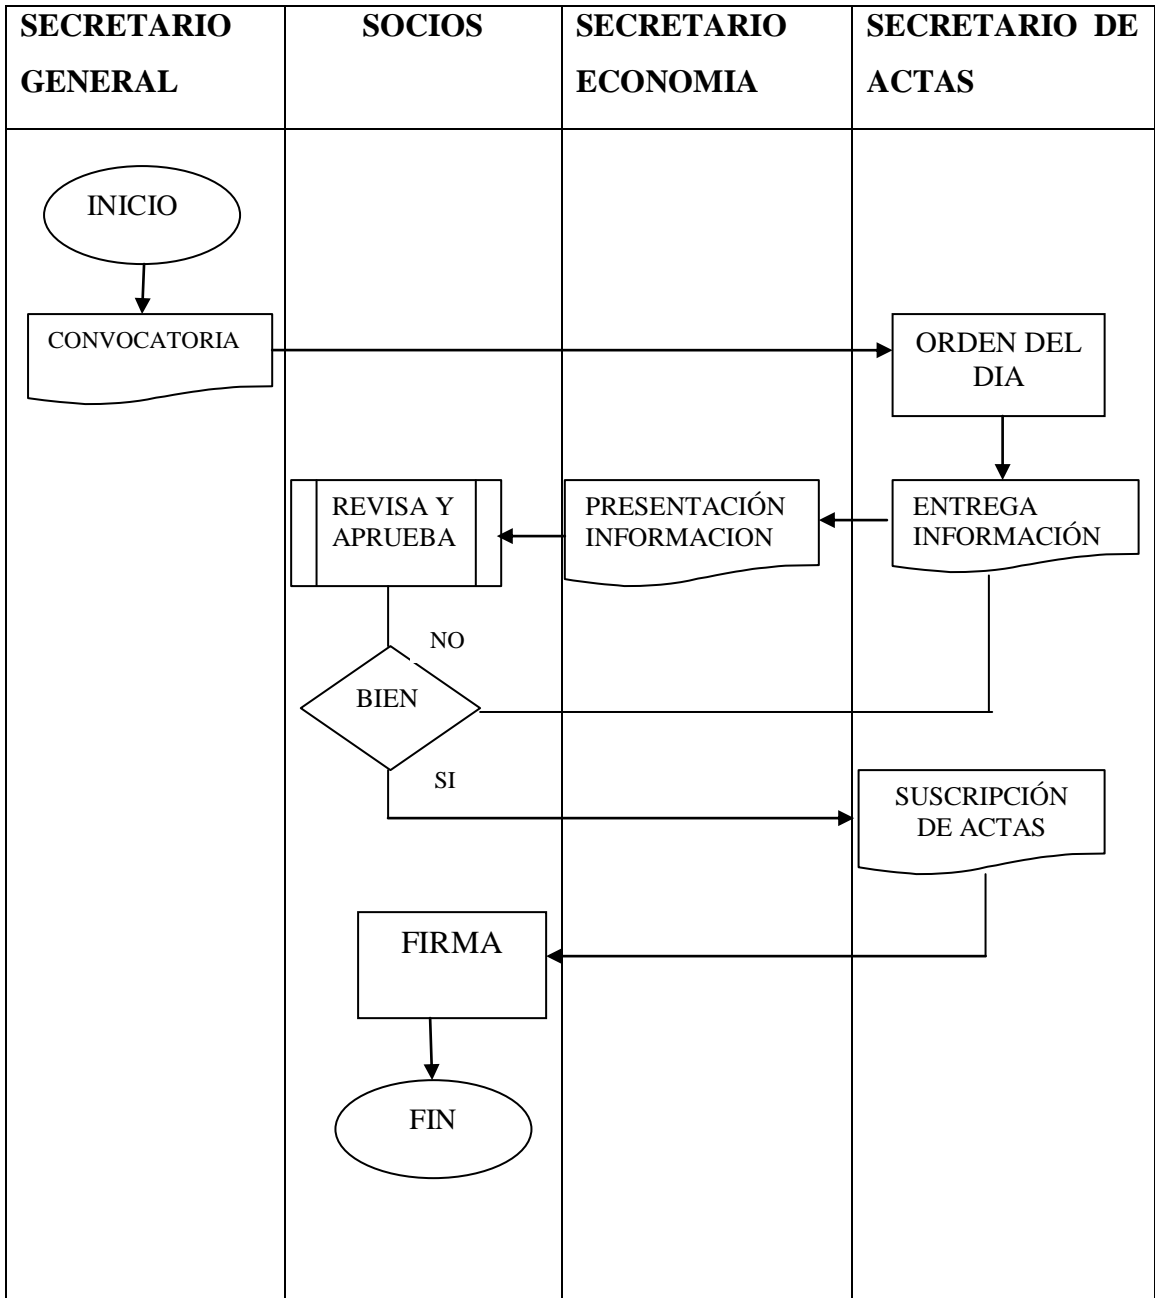 SECRETARIO
GENERAL
SOCIOS
SECRETARIO
ECONOMIA
SECRETARIO DE
ACTAS
INICIO
CONVOCATORIA
ORDEN DEL
DIA
REVISA Y
APRUEBA
PRESENTACIÓN
INFORMACION
ENTREGA
INFORMACIÓN
NO
BIEN
SI
SUSCRIPCIÓN
DE ACTAS
FIRMA
FIN